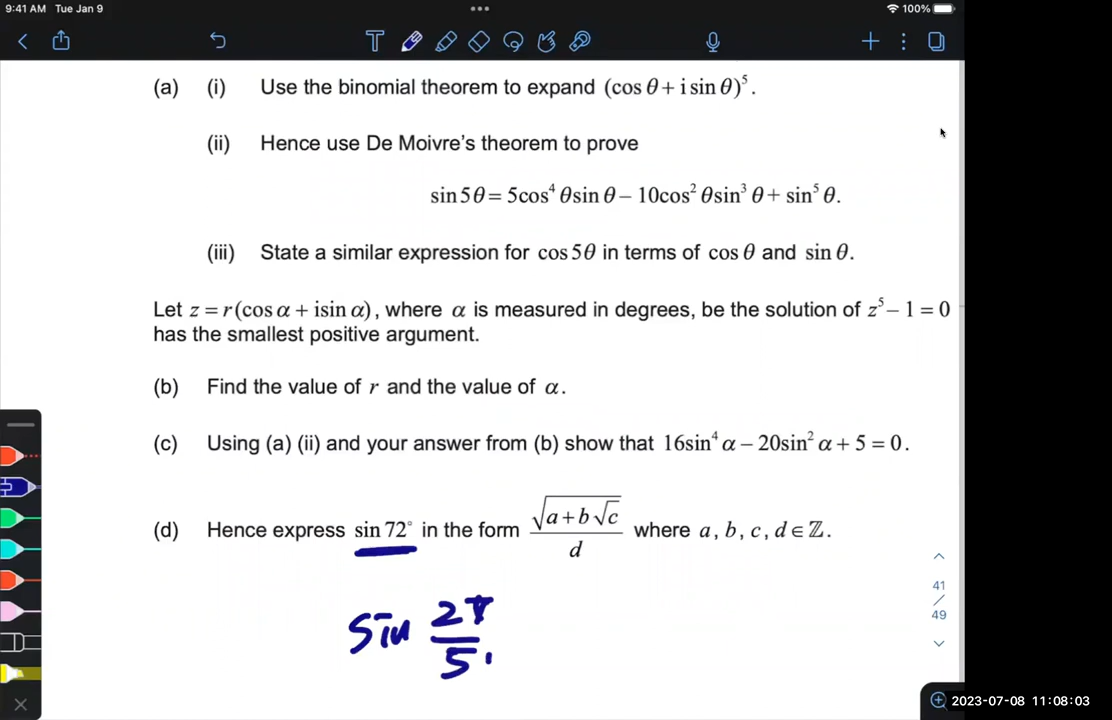 9:41 AM Tue Jan 9
100%
(a) (i) Use the binomial theorem to expand (cos θ + i sin θ)⁵.
(ii) Hence use De Moivre's theorem to prove
sin 5θ = 5cos⁴ θ sin θ – 10cos² θ sin³ θ + sin⁵ θ.
(iii) State a similar expression for cos 5θ in terms of cos θ and sin θ.
Let z = r(cos α + i sin α), where α is measured in degrees, be the solution of z⁵ – 1 = 0
has the smallest positive argument.
(b) Find the value of r and the value of α.
(c) Using (a) (ii) and your answer from (b) show that 16sin⁴ α – 20sin² α + 5 = 0.
(d) Hence express sin 72° in the form √(a + b√c) / d where a, b, c, d ∈ ℤ.
sin 2π/5
41
/
49
2023-07-08 11:08:03